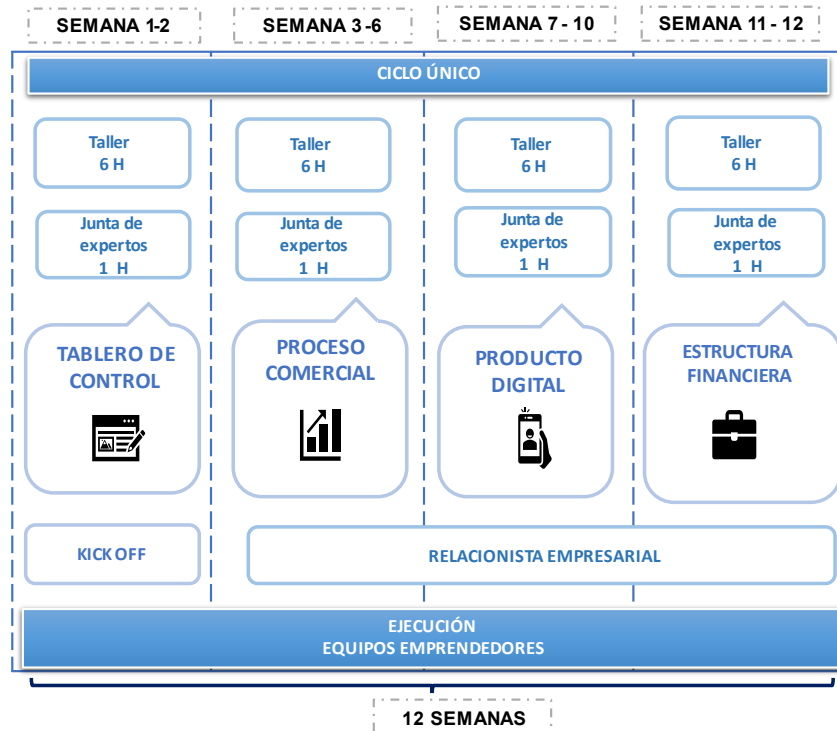 SEMANA 1-2
SEMANA 3 -6
SEMANA 7 - 10
SEMANA 11 - 12
CICLO ÚNICO
Taller
6 H
Taller
6 H
Taller
6 H
Taller
6 H
Junta de
expertos
1 H
Junta de
expertos
1 H
Junta de
expertos
1 H
Junta de
expertos
1 H
TABLERO DE
CONTROL
PROCESO
COMERCIAL
PRODUCTO
DIGITAL
ESTRUCTURA
FINANCIERA
KICK OFF
RELACIONISTA EMPRESARIAL
EJECUCIÓN
EQUIPOS EMPRENDEDORES
12 SEMANAS